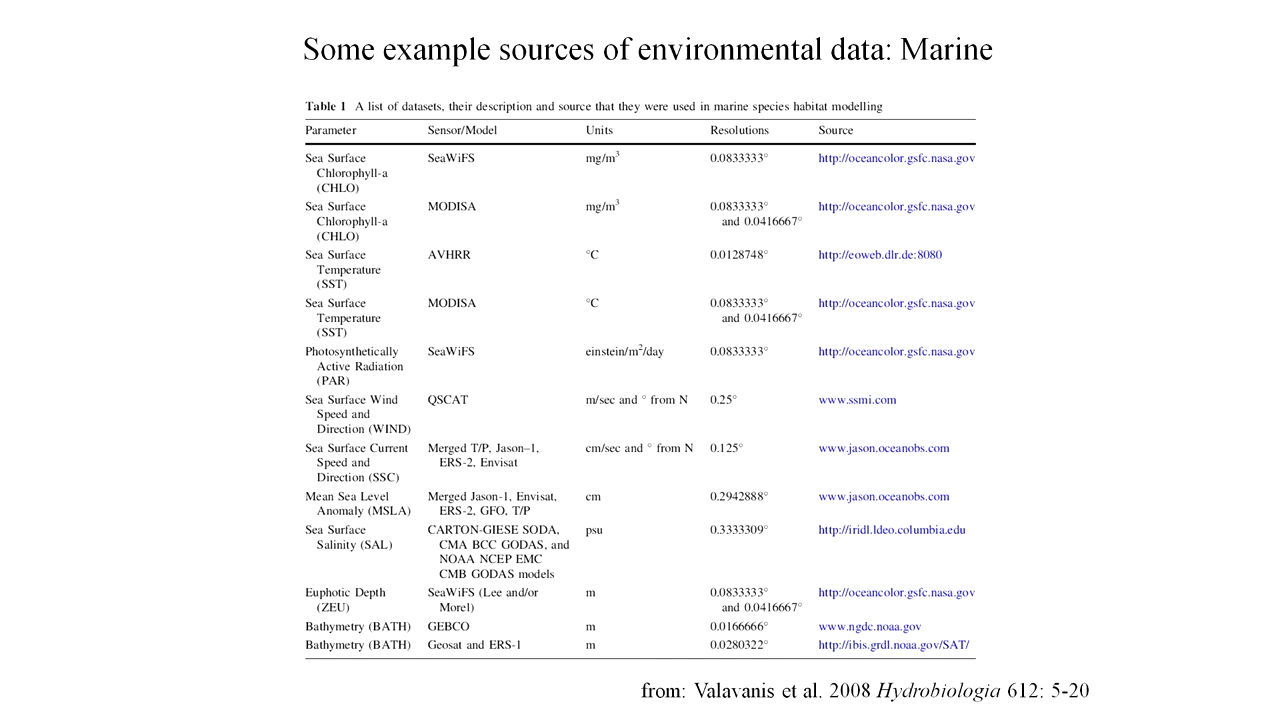 Some example sources of environmental data: Marine
Table 1 A list of datasets, their description and source that they were used in marine species habitat modelling
Parameter Sensor/Model Units Resolutions Source
Sea Surface SeaWiFS mg/m³ 0.0833333° http://oceancolor.gsfc.nasa.gov
Chlorophyll-a
(CHLO)
Sea Surface MODISA mg/m³ 0.0833333° http://oceancolor.gsfc.nasa.gov
Chlorophyll-a and 0.0416667°
(CHLO)
Sea Surface AVHRR °C 0.0128748° http://eoweb.dlr.de:8080
Temperature
(SST)
Sea Surface MODISA °C 0.0833333° http://oceancolor.gsfc.nasa.gov
Temperature and 0.0416667°
(SST)
Photosynthetically SeaWiFS einstein/m²/day 0.0833333° http://oceancolor.gsfc.nasa.gov
Active Radiation
(PAR)
Sea Surface Wind QSCAT m/sec and ° from N 0.25° www.ssmi.com
Speed and
Direction (WIND)
Sea Surface Current Merged T/P, Jason–1, cm/sec and ° from N 0.125° www.jason.oceanobs.com
Speed and ERS-2, Envisat
Direction (SSC)
Mean Sea Level Merged Jason-1, Envisat, cm 0.2942888° www.jason.oceanobs.com
Anomaly (MSLA) ERS-2, GFO, T/P
Sea Surface CARTON-GIESE SODA, psu 0.3333309° http://iridl.ldeo.columbia.edu
Salinity (SAL) CMA BCC GODAS, and
NOAA NCEP EMC
CMB GODAS models
Euphotic Depth SeaWiFS (Lee and/or m 0.0833333° http://oceancolor.gsfc.nasa.gov
(ZEU) Morel) and 0.0416667°
Bathymetry (BATH) GEBCO m 0.0166666° www.ngdc.noaa.gov
Bathymetry (BATH) Geosat and ERS-1 m 0.0280322° http://ibis.grdl.noaa.gov/SAT/
from: Valavanis et al. 2008 Hydrobiologia 612: 5-20